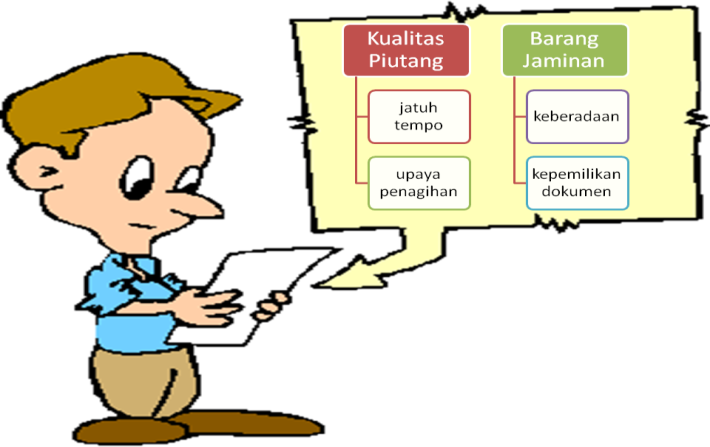 Kualitas
Piutang
jatuh
tempo
upaya
penagihan
Barang
Jaminan
keberadaan
kepemilikan
dokumen